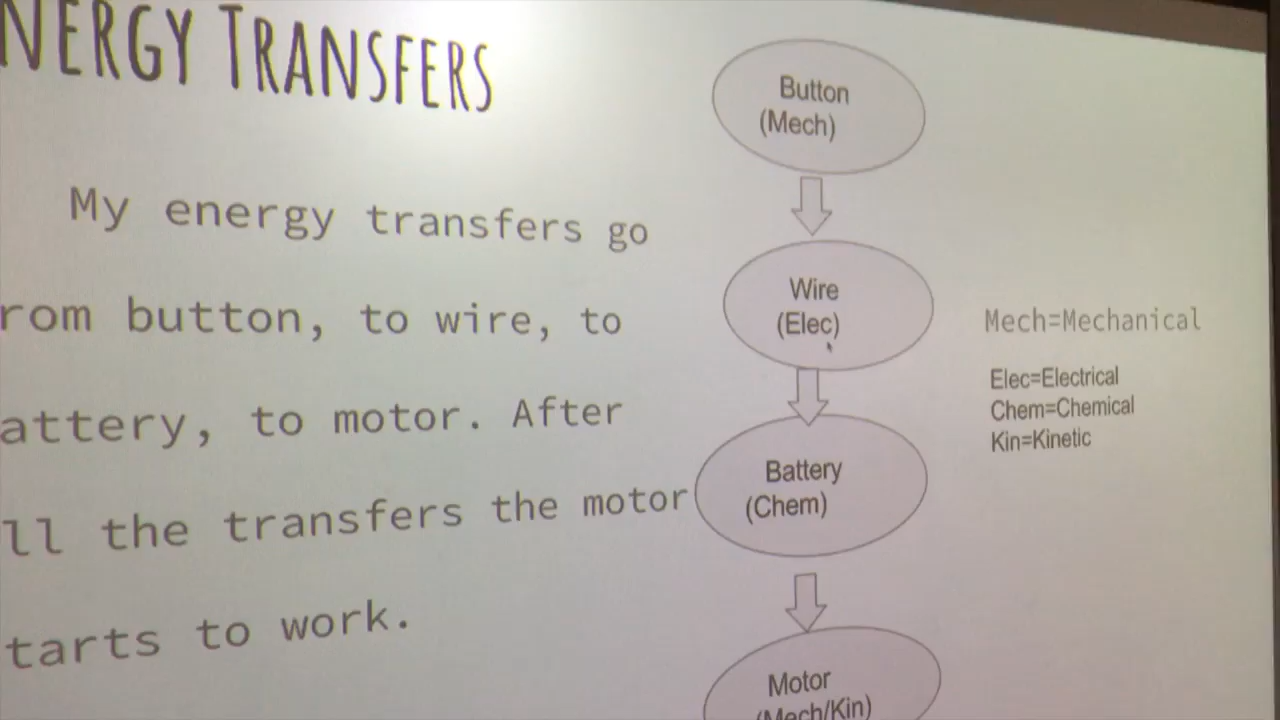 NERGY TRANSFERS
My energy transfers go
rom button, to wire, to
attery, to motor. After
ll the transfers the motor
tarts to work.
Button
(Mech)
Wire
(Elec)
Battery
(Chem)
Motor
(Mech/Kin)
Mech=Mechanical
Elec=Electrical
Chem=Chemical
Kin=Kinetic